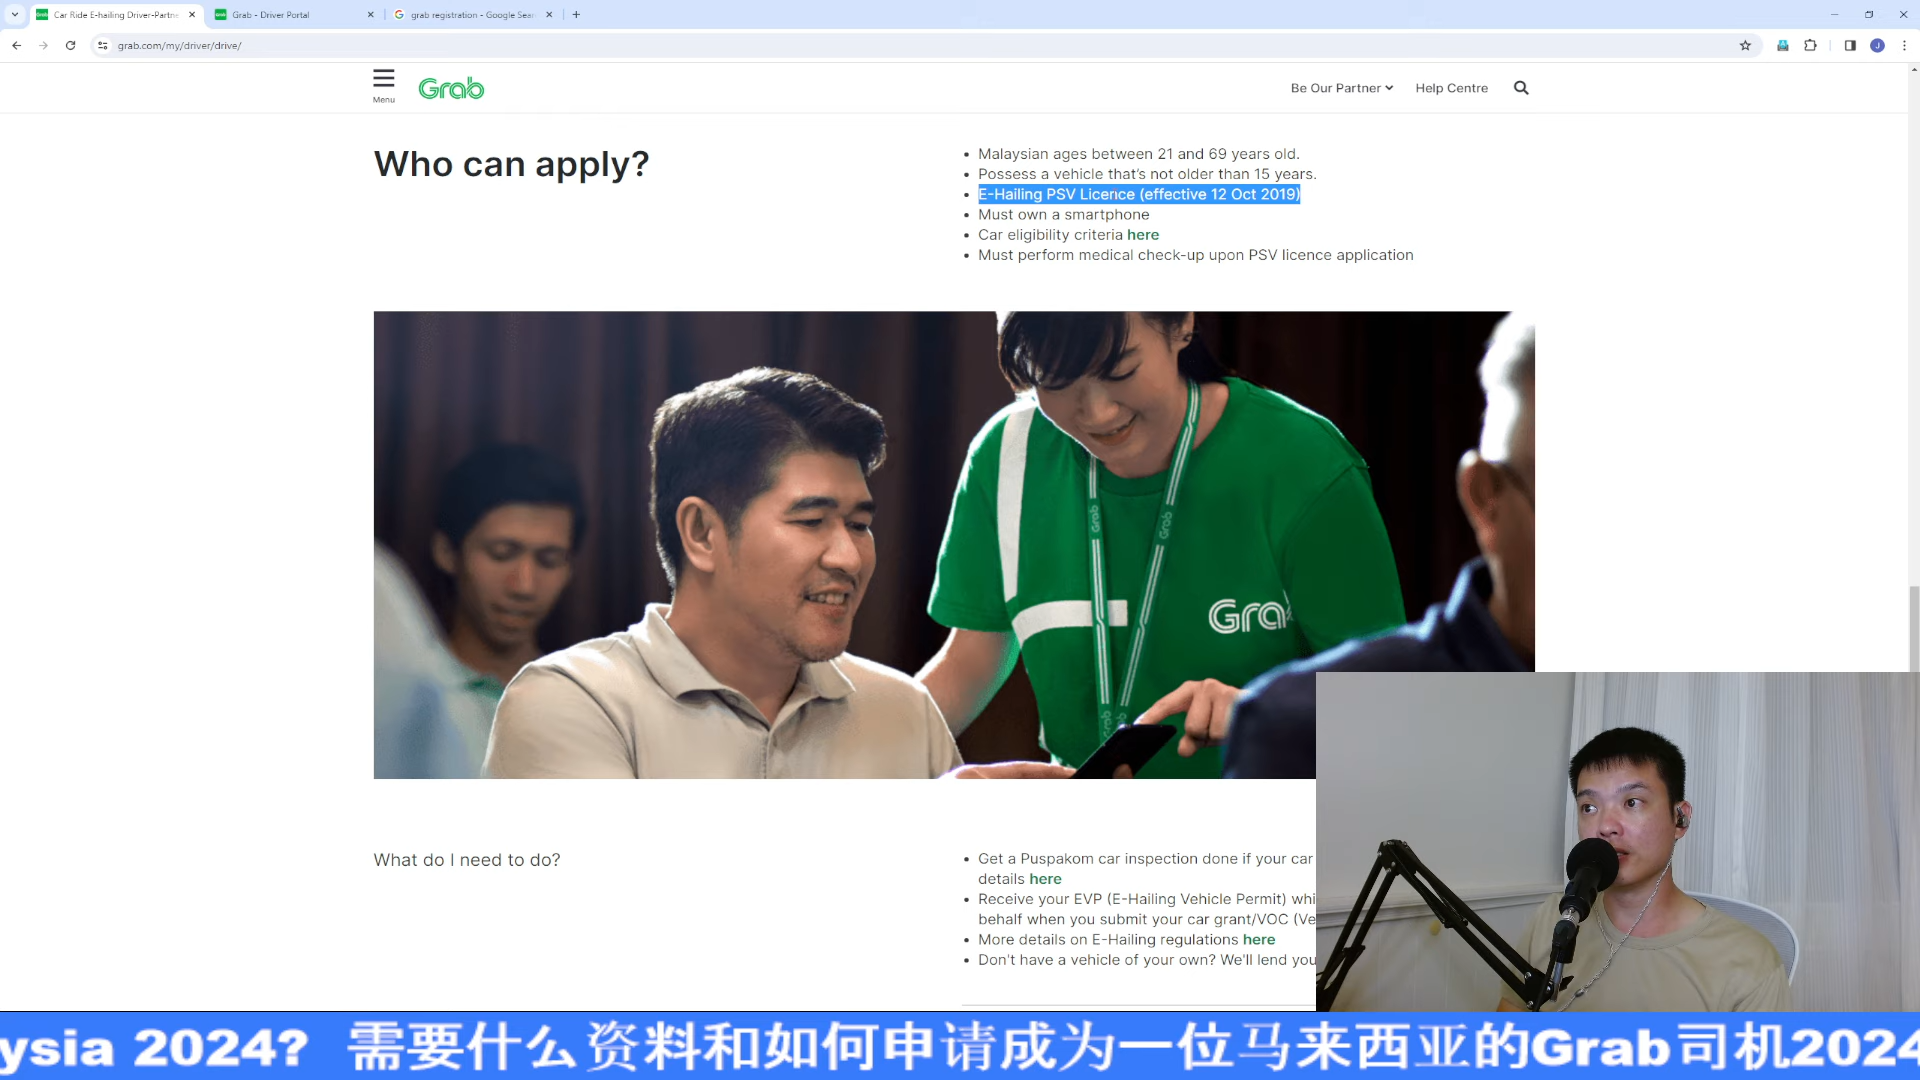 Car Ride E-hailing Driver-Partne
Grab - Driver Portal
grab registration - Google Sear
grab.com/my/driver/drive/
J
Menu
Grab
Be Our Partner
Help Centre
Who can apply?
Malaysian ages between 21 and 69 years old.
Possess a vehicle that's not older than 15 years.
E-Hailing PSV Licence (effective 12 Oct 2019)
Must own a smartphone
Car eligibility criteria here
Must perform medical check-up upon PSV licence application
Grab
Grab
Gra
Grab
What do I need to do?
Get a Puspakom car inspection done if your car
details here
Receive your EVP (E-Hailing Vehicle Permit) whi
behalf when you submit your car grant/VOC (Ve
More details on E-Hailing regulations here
Don't have a vehicle of your own? We'll lend you
ysia 2024? 需要什么资料和如何申请成为一位马来西亚的Grab司机2024